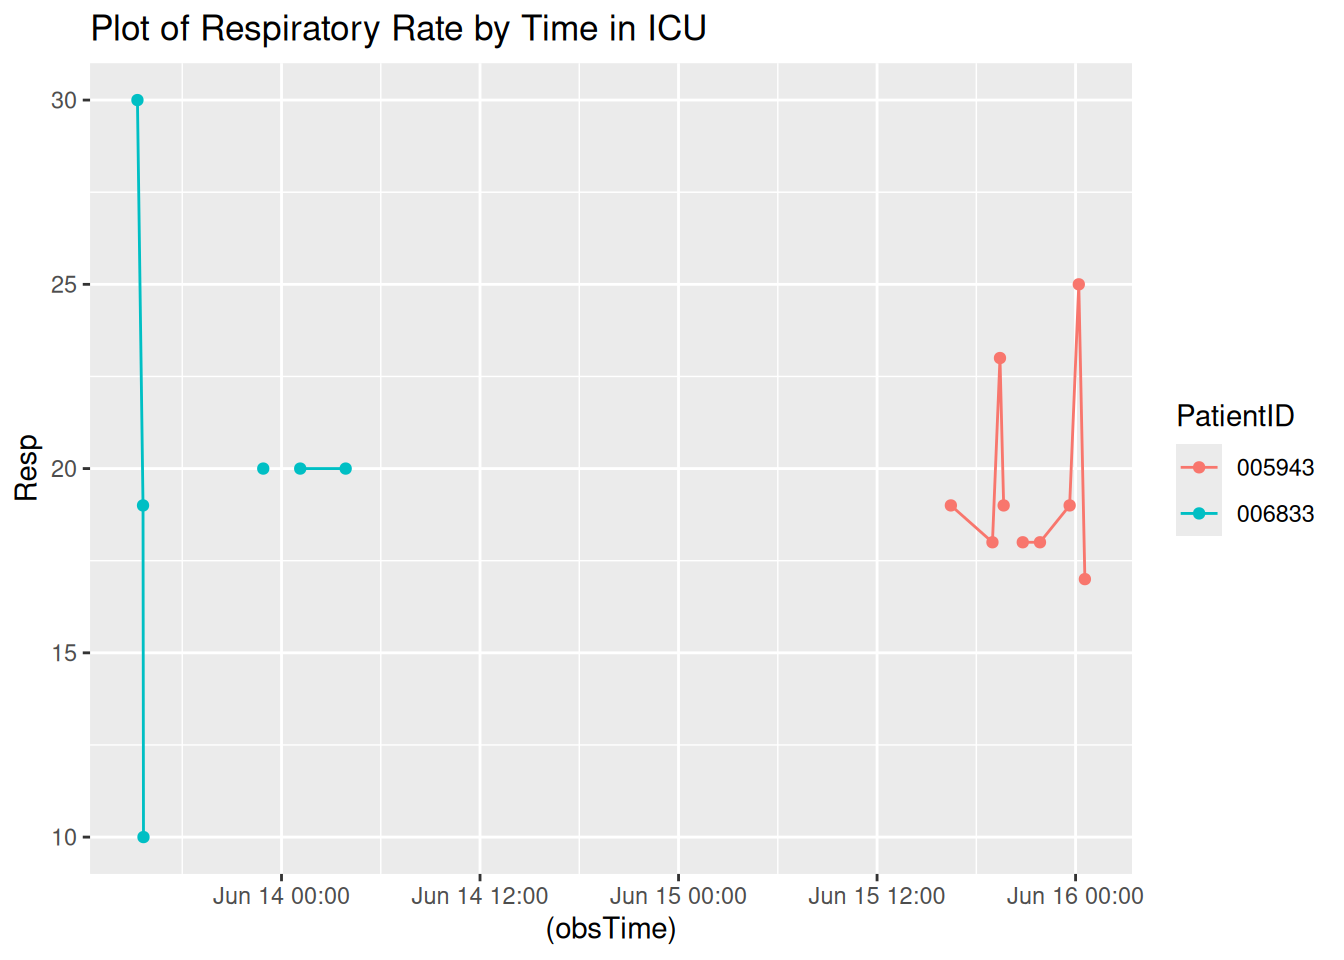 Plot of Respiratory Rate by Time in ICU
30
25
20
15
10
Resp
Jun 14 00:00
Jun 14 12:00
Jun 15 00:00
Jun 15 12:00
Jun 16 00:00
(obsTime)
PatientID
005943
006833